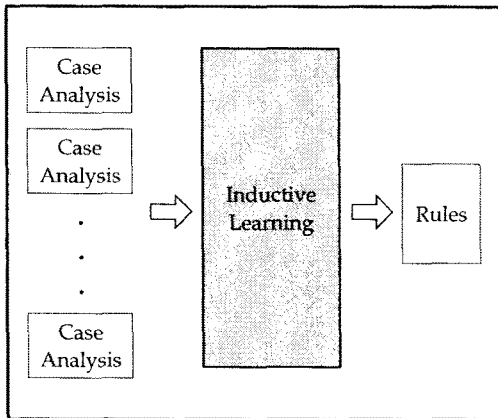 Case
Analysis
Case
Analysis
.
.
.
Case
Analysis
Inductive
Learning
Rules